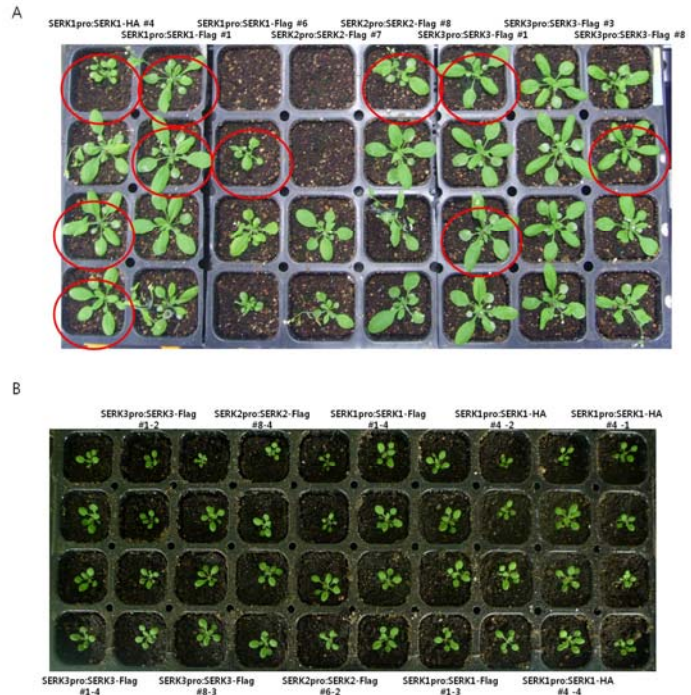 A
SERK1pro:SERK1-HA #4
SERK1pro:SERK1-Flag #6
SERK2pro:SERK2-Flag #8
SERK3pro:SERK3-Flag #3
SERK1pro:SERK1-Flag #1
SERK2pro:SERK2-Flag #7
SERK3pro:SERK3-Flag #1
SERK3pro:SERK3-Flag #8
B
SERK3pro:SERK3-Flag
#1-2
SERK2pro:SERK2-Flag
#8-4
SERK1pro:SERK1-Flag
#1-4
SERK1pro:SERK1-HA
#4 -2
SERK1pro:SERK1-HA
#4 -1
SERK3pro:SERK3-Flag
#1-4
SERK3pro:SERK3-Flag
#8-3
SERK2pro:SERK2-Flag
#6-2
SERK1pro:SERK1-Flag
#1-3
SERK1pro:SERK1-HA
#4 -4